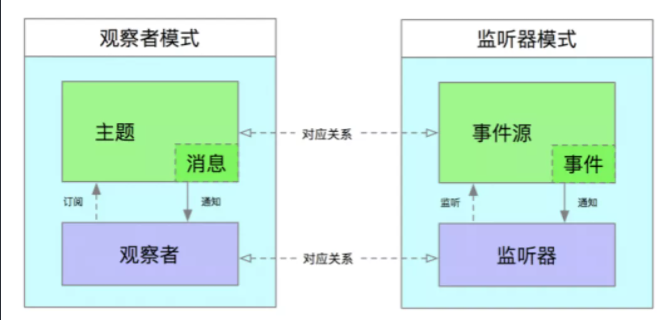 观察者模式
监听器模式
主题
消息
对应关系
事件源
事件
订阅
通知
监听
通知
观察者
对应关系
监听器